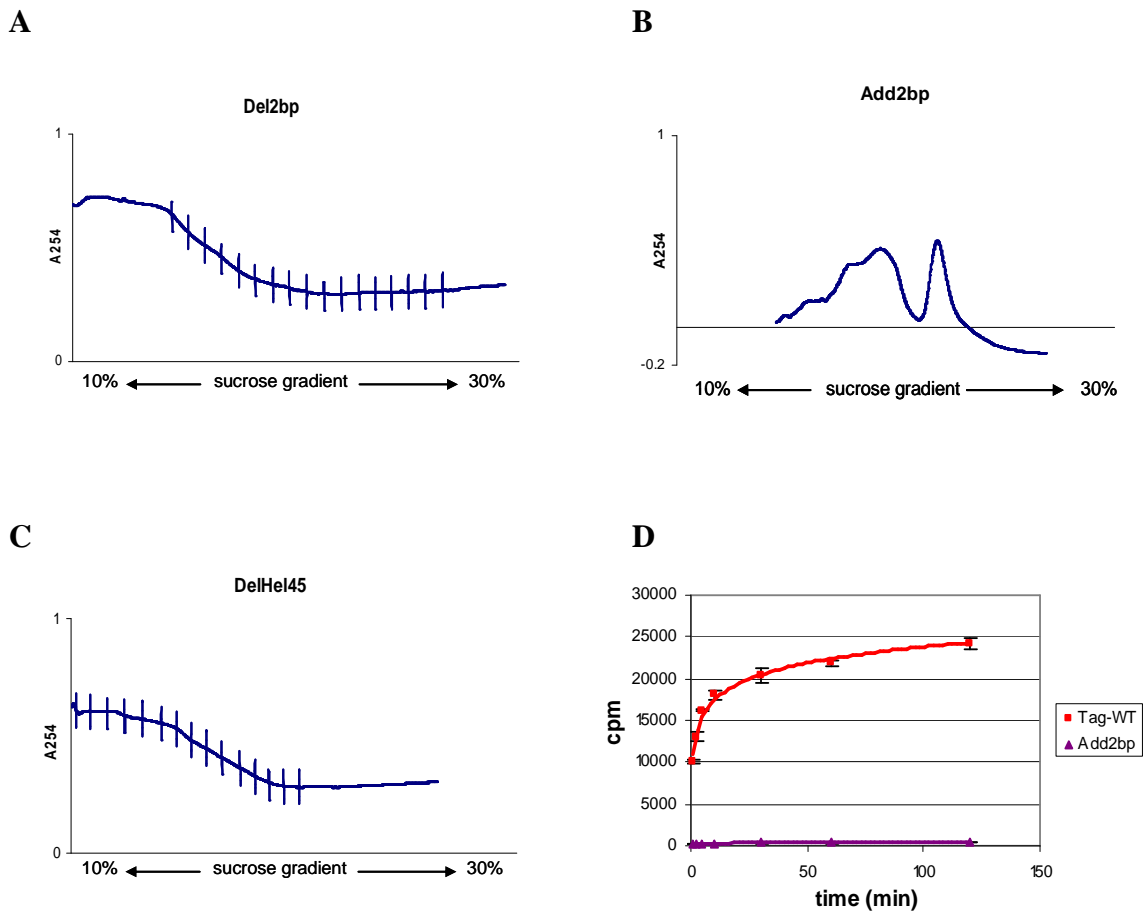 A
Del2bp
1
A254
0
10% sucrose gradient 30%
B
Add2bp
1
A254
-0.2
10% sucrose gradient 30%
C
DelHel45
1
A254
0
10% sucrose gradient 30%
D
30000
25000
20000
15000
10000
5000
0
cpm
0 50 100 150
time (min)
Tag-WT
Add2bp